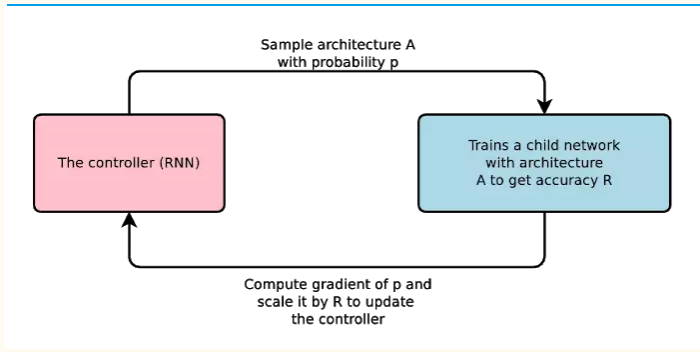 Sample architecture A
with probability p
The controller (RNN)
Trains a child network
with architecture
A to get accuracy R
Compute gradient of p and
scale it by R to update
the controller